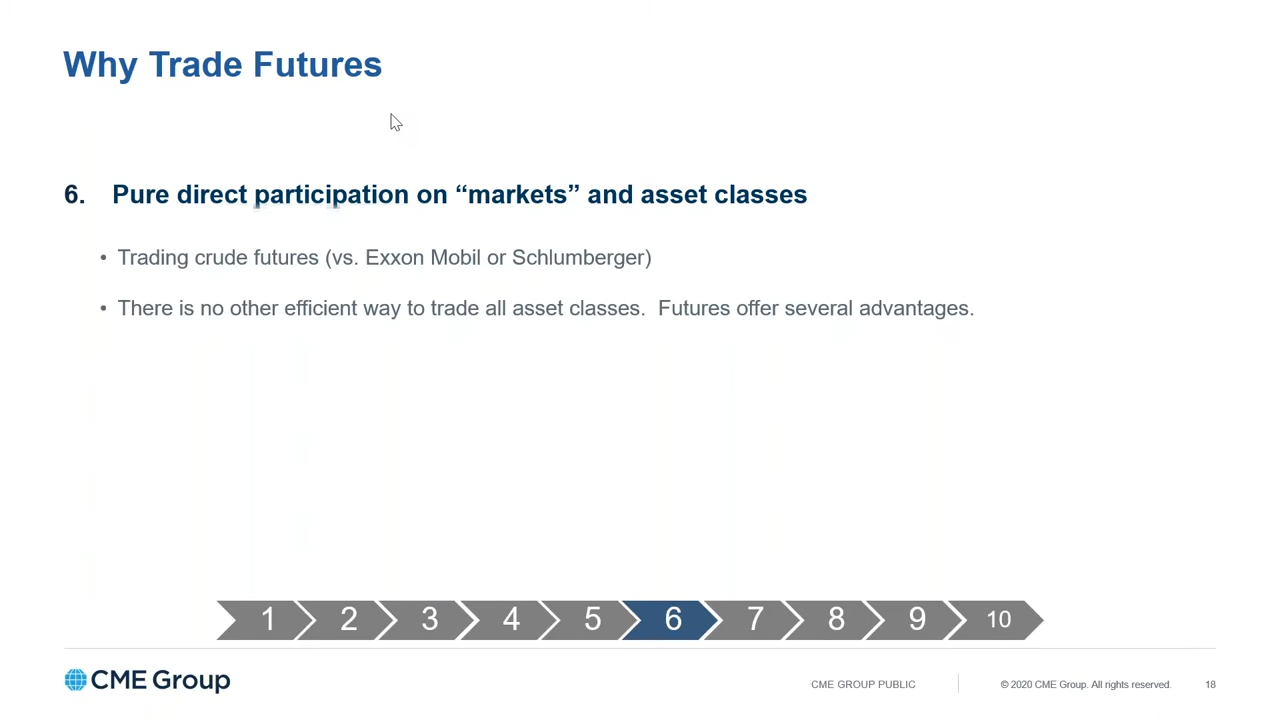 Why Trade Futures
6. Pure direct participation on “markets” and asset classes
• Trading crude futures (vs. Exxon Mobil or Schlumberger)
• There is no other efficient way to trade all asset classes.  Futures offer several advantages.
1 2 3 4 5 6 7 8 9 10
CME Group
CME GROUP PUBLIC
© 2020 CME Group. All rights reserved.
18